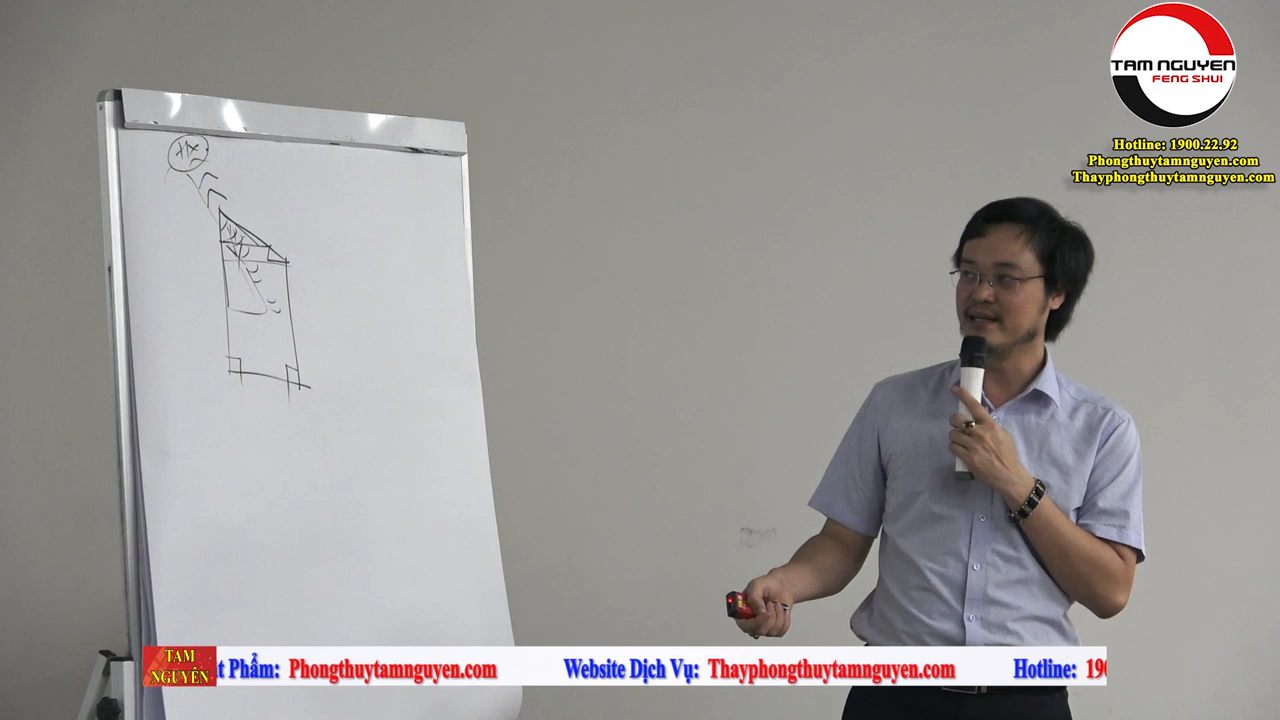 TAM NGUYEN
FENG SHUI
Hotline: 1900.22.92
Phongthuytamnguyen.com
Thayphongthuytamnguyen.com
TAM
NGUYÊN
t Phẩm: Phongthuytamnguyen.com Website Dịch Vụ: Thayphongthuytamnguyen.com Hotline: 190